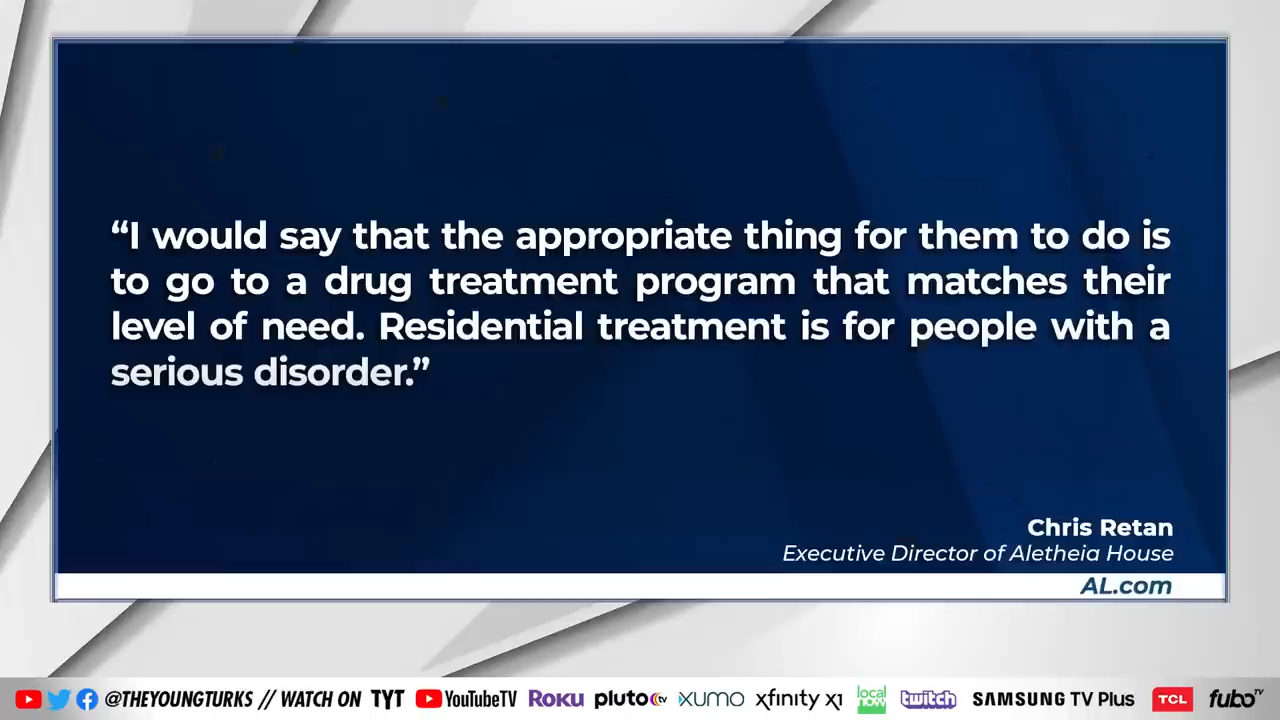 “I would say that the appropriate thing for them to do is
to go to a drug treatment program that matches their
level of need. Residential treatment is for people with a
serious disorder.”
Chris Retan
Executive Director of Aletheia House
AL.com
@THEYOUNGTURKS // WATCH ON TYT YouTubeTV ROKU pluto tv xumo xfinity x1 local now twitch SAMSUNG TV Plus TCL fubo TV